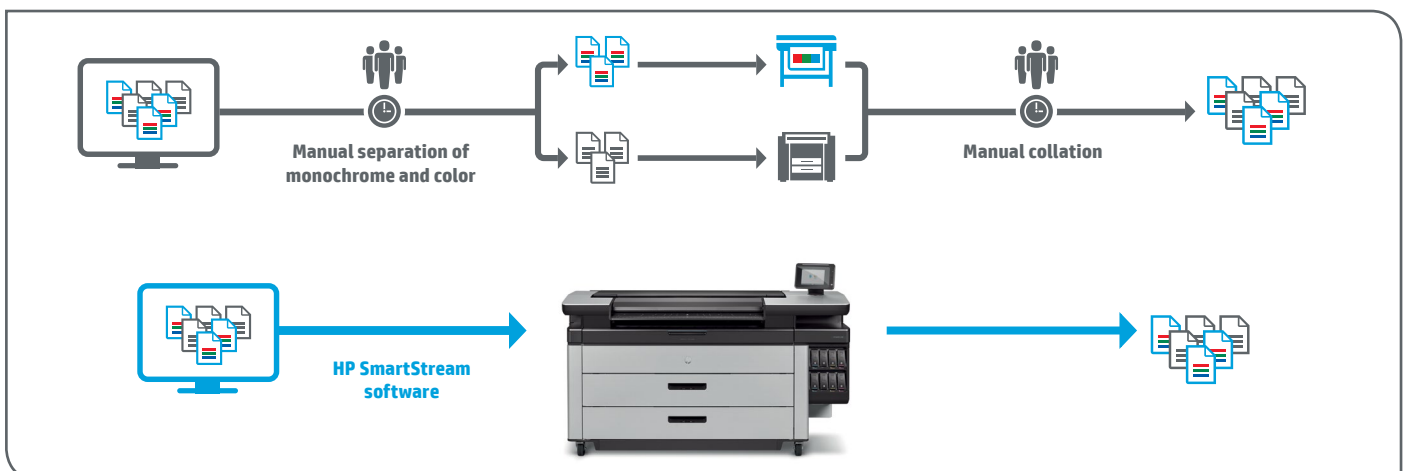 Manual separation of
monochrome and color
Manual collation
HP SmartStream
software